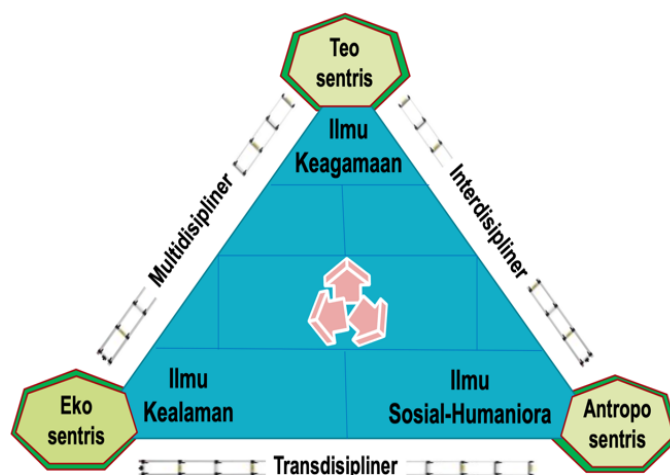 Teo
sentris
Ilmu
Keagamaan
Multidisipliner
Interdisipliner
Ilmu
Kealaman
Ilmu
Sosial-Humaniora
Eko
sentris
Antropo
sentris
Transdisipliner